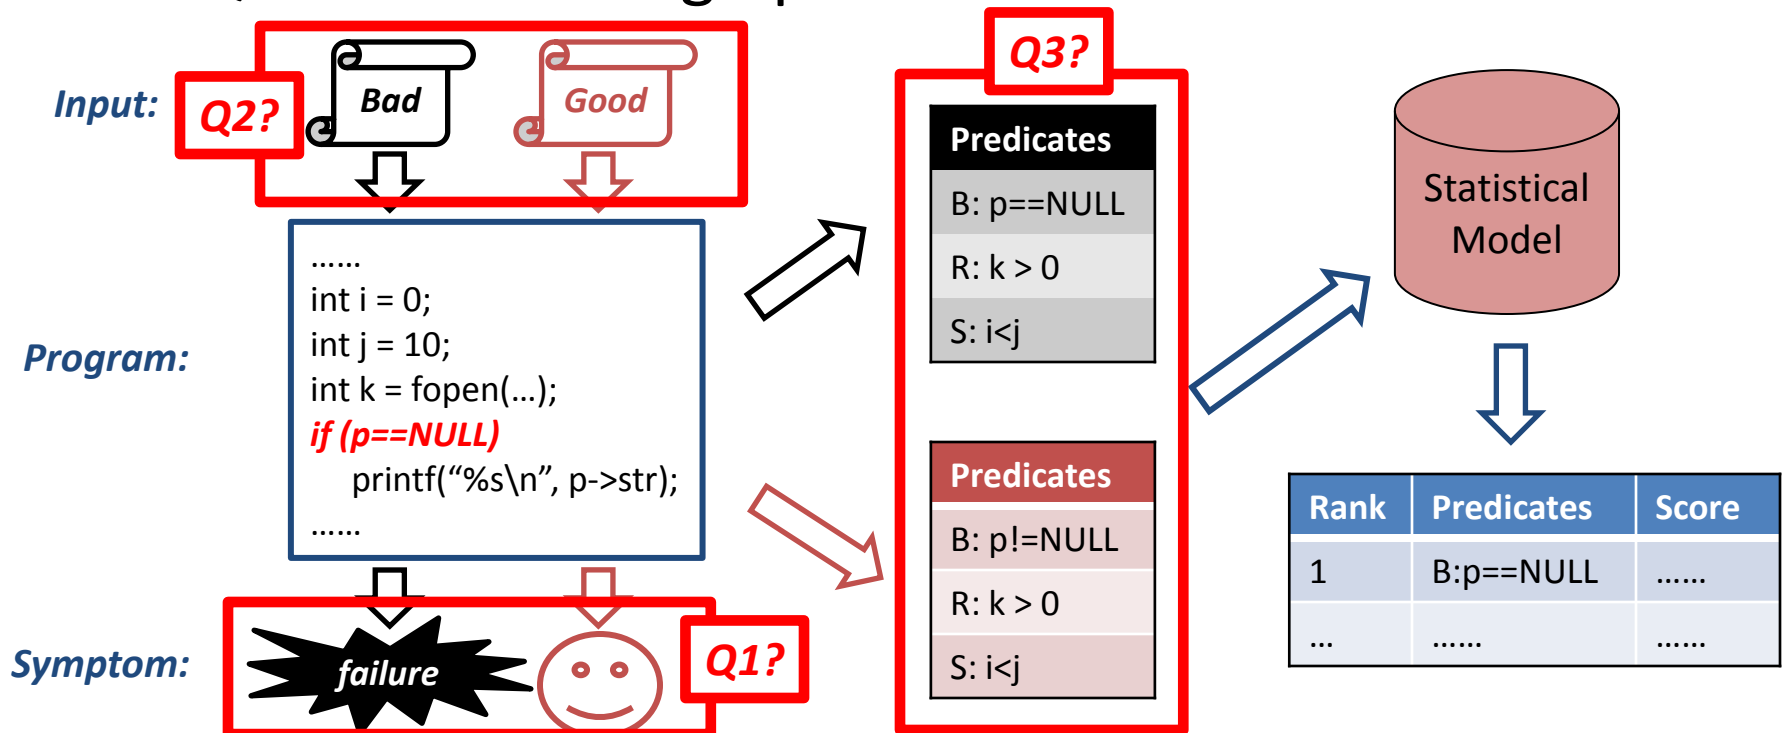 Input:
Q2?
Bad
Good
Program:
……
int i = 0;
int j = 10;
int k = fopen(…);
if (p==NULL)
printf(“%s\n”, p->str);
……
Symptom:
failure
Q1?
Q3?
Predicates
B: p==NULL
R: k > 0
S: i<j
Predicates
B: p!=NULL
R: k > 0
S: i<j
Statistical
Model
Rank Predicates Score
1 B:p==NULL ……
… …… ……